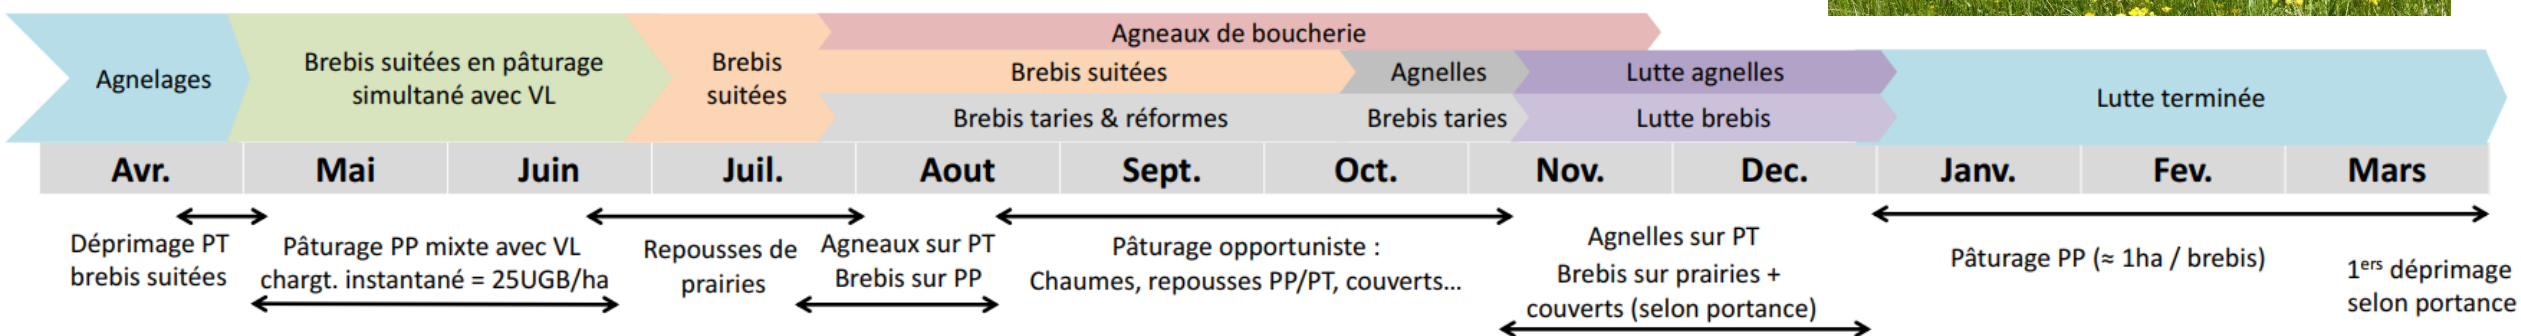 Agnelages
Brebis suitées en pâturage
simultané avec VL
Brebis
suitées
Agneaux de boucherie
Brebis suitées
Agnelles
Lutte agnelles
Brebis taries & réformes
Brebis taries
Lutte brebis
Lutte terminée
Avr.
Mai
Juin
Juil.
Aout
Sept.
Oct.
Nov.
Dec.
Janv.
Fev.
Mars
Déprimage PT
brebis suitées
Pâturage PP mixte avec VL
chargt. instantané = 25UGB/ha
Repousses de
prairies
Agneaux sur PT
Brebis sur PP
Pâturage opportuniste :
Chaumes, repousses PP/PT, couverts...
Agnelles sur PT
Brebis sur prairies +
couverts (selon portance)
Pâturage PP (≈ 1ha / brebis)
1ers déprimage
selon portance